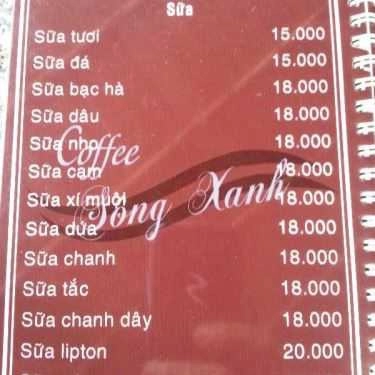 Sữa
Sữa tươi 15.000
Sữa đá 15.000
Sữa bạc hà 18.000
Sữa dâu 18.000
Sữa nho 18.000
Coffee
Sữa cam 18.000
Sữa xí muội 18.000
Sóng Xanh
Sữa dừa 18.000
Sữa chanh 18.000
Sữa tắc 18.000
Sữa chanh dây 18.000
Sữa lipton 20.000